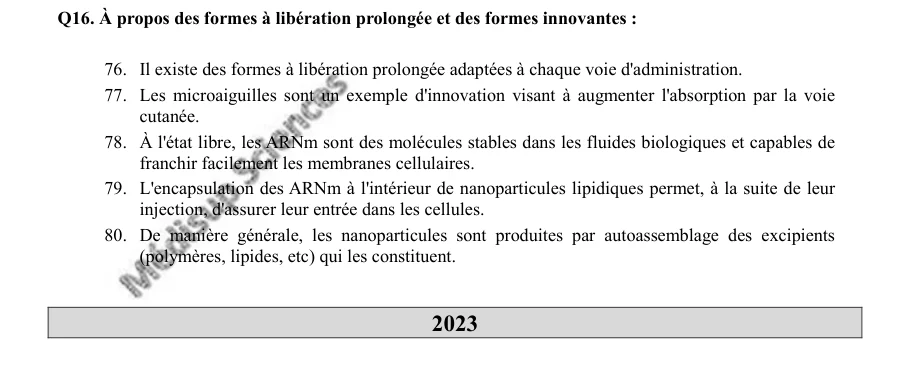 Q16. À propos des formes à libération prolongée et des formes innovantes :
76. Il existe des formes à libération prolongée adaptées à chaque voie d'administration.
77. Les microaiguilles sont un exemple d'innovation visant à augmenter l'absorption par la voie
cutanée.
78. À l'état libre, les ARNm sont des molécules stables dans les fluides biologiques et capables de
franchir facilement les membranes cellulaires.
79. L'encapsulation des ARNm à l'intérieur de nanoparticules lipidiques permet, à la suite de leur
injection, d'assurer leur entrée dans les cellules.
80. De manière générale, les nanoparticules sont produites par autoassemblage des excipients
(polymères, lipides, etc) qui les constituent.
Médisup Sciences
2023